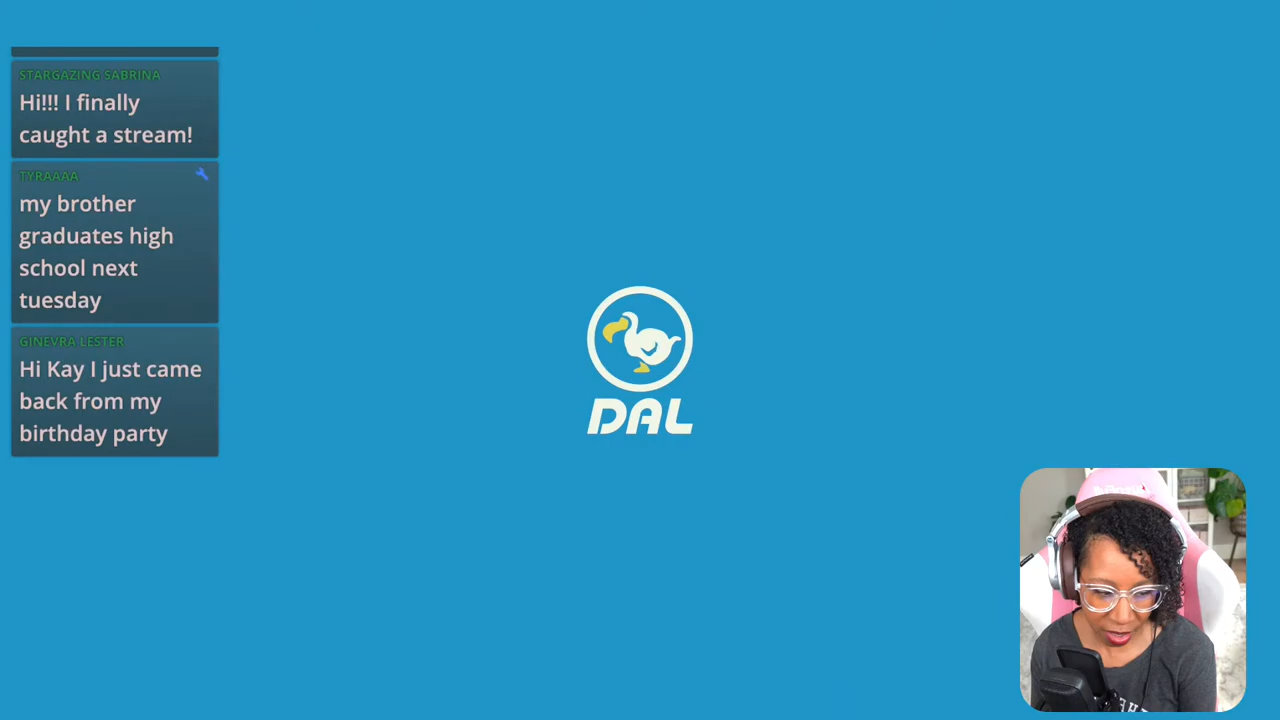 STARGAZING SABRINA
Hi!!! I finally
caught a stream!
TYRAAAA
my brother
graduates high
school next
tuesday
GINEVRA LESTER
Hi Kay I just came
back from my
birthday party
DAL